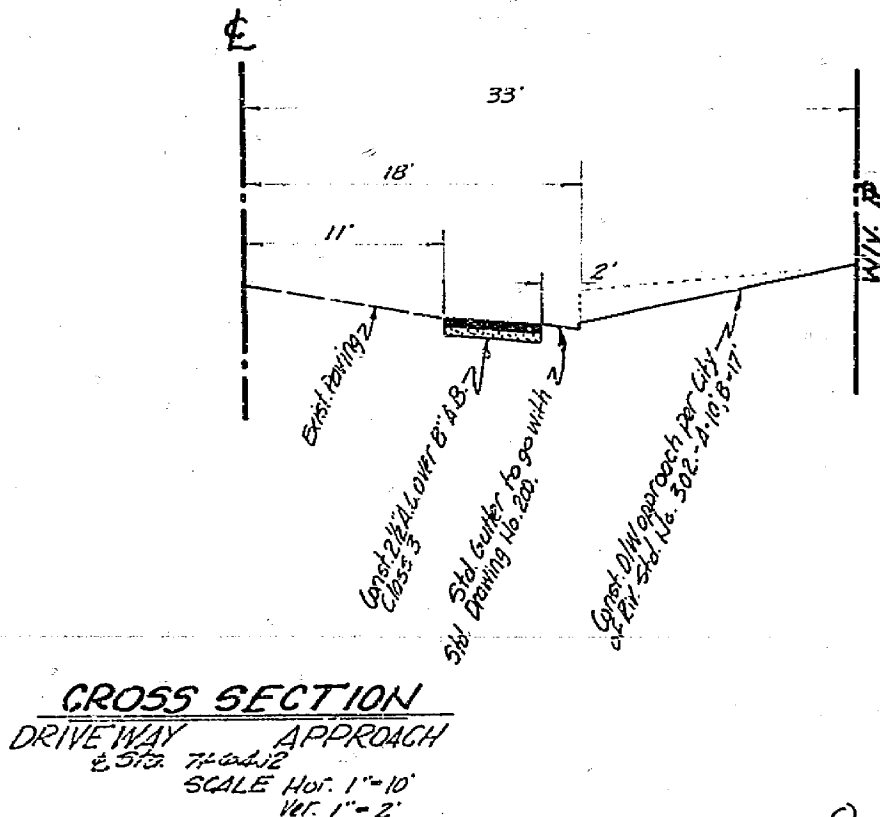 ℄
33'
18'
11'
2'
Exist. Paving
Const. 2½" A.C. over 8" A.B.
Class 3
Std Gutter to go with
Std. Drawing No. 200.
Const. D/W approach per City
of Riv. Std. No. 302.-A=10', B=17'
CROSS SECTION
DRIVEWAY APPROACH
℄ Sta.
SCALE Hor. 1"=10'
Ver. 1"=2'